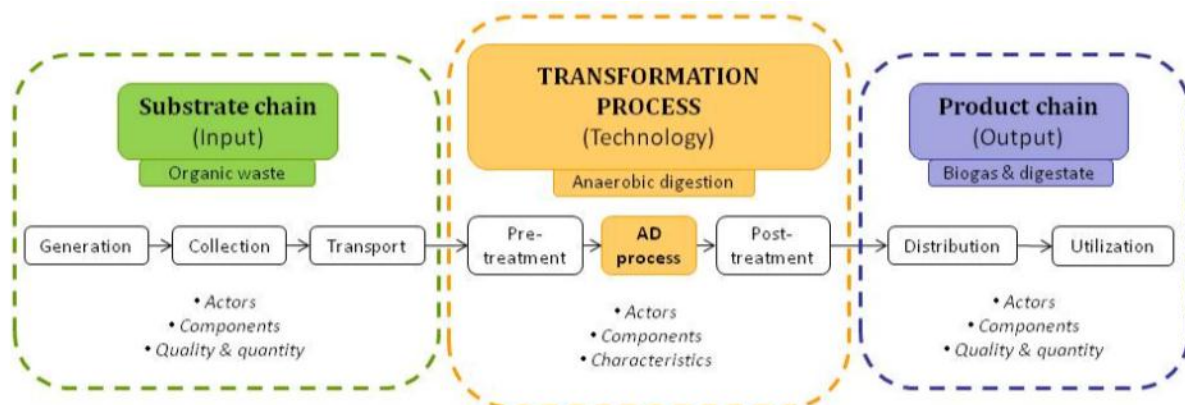 Substrate chain
(Input)
Organic waste
Generation
Collection
Transport
• Actors
• Components
• Quality & quantity
TRANSFORMATION
PROCESS
(Technology)
Anaerobic digestion
Pre-
treatment
AD
process
Post-
treatment
• Actors
• Components
• Characteristics
Product chain
(Output)
Biogas & digestate
Distribution
Utilization
• Actors
• Components
• Quality & quantity